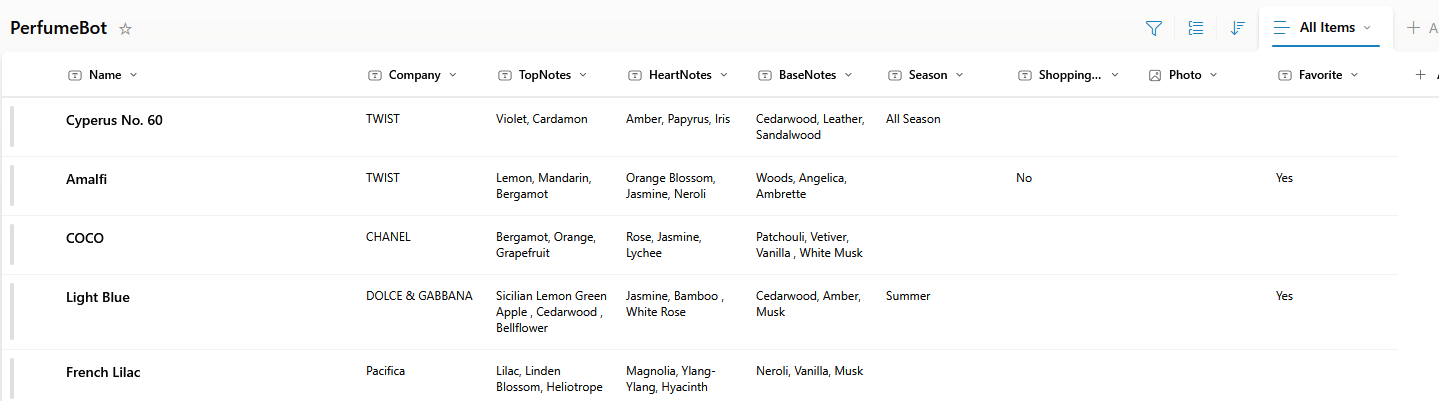 PerfumeBot
All Items
A
Name Company TopNotes HeartNotes BaseNotes Season Shopping... Photo Favorite
Cyperus No. 60 TWIST Violet, Cardamon Amber, Papyrus, Iris Cedarwood, Leather, All Season
Sandalwood
Amalfi TWIST Lemon, Mandarin, Orange Blossom, Woods, Angelica, No Yes
Bergamot Jasmine, Neroli Ambrette
COCO CHANEL Bergamot, Orange, Rose, Jasmine, Patchouli, Vetiver,
Grapefruit Lychee Vanilla , White Musk
Light Blue DOLCE & GABBANA Sicilian Lemon Green Jasmine, Bamboo , Cedarwood, Amber, Summer Yes
Apple , Cedarwood , White Rose Musk
Bellflower
French Lilac Pacifica Lilac, Linden Magnolia, Ylang- Neroli, Vanilla, Musk
Blossom, Heliotrope Ylang, Hyacinth